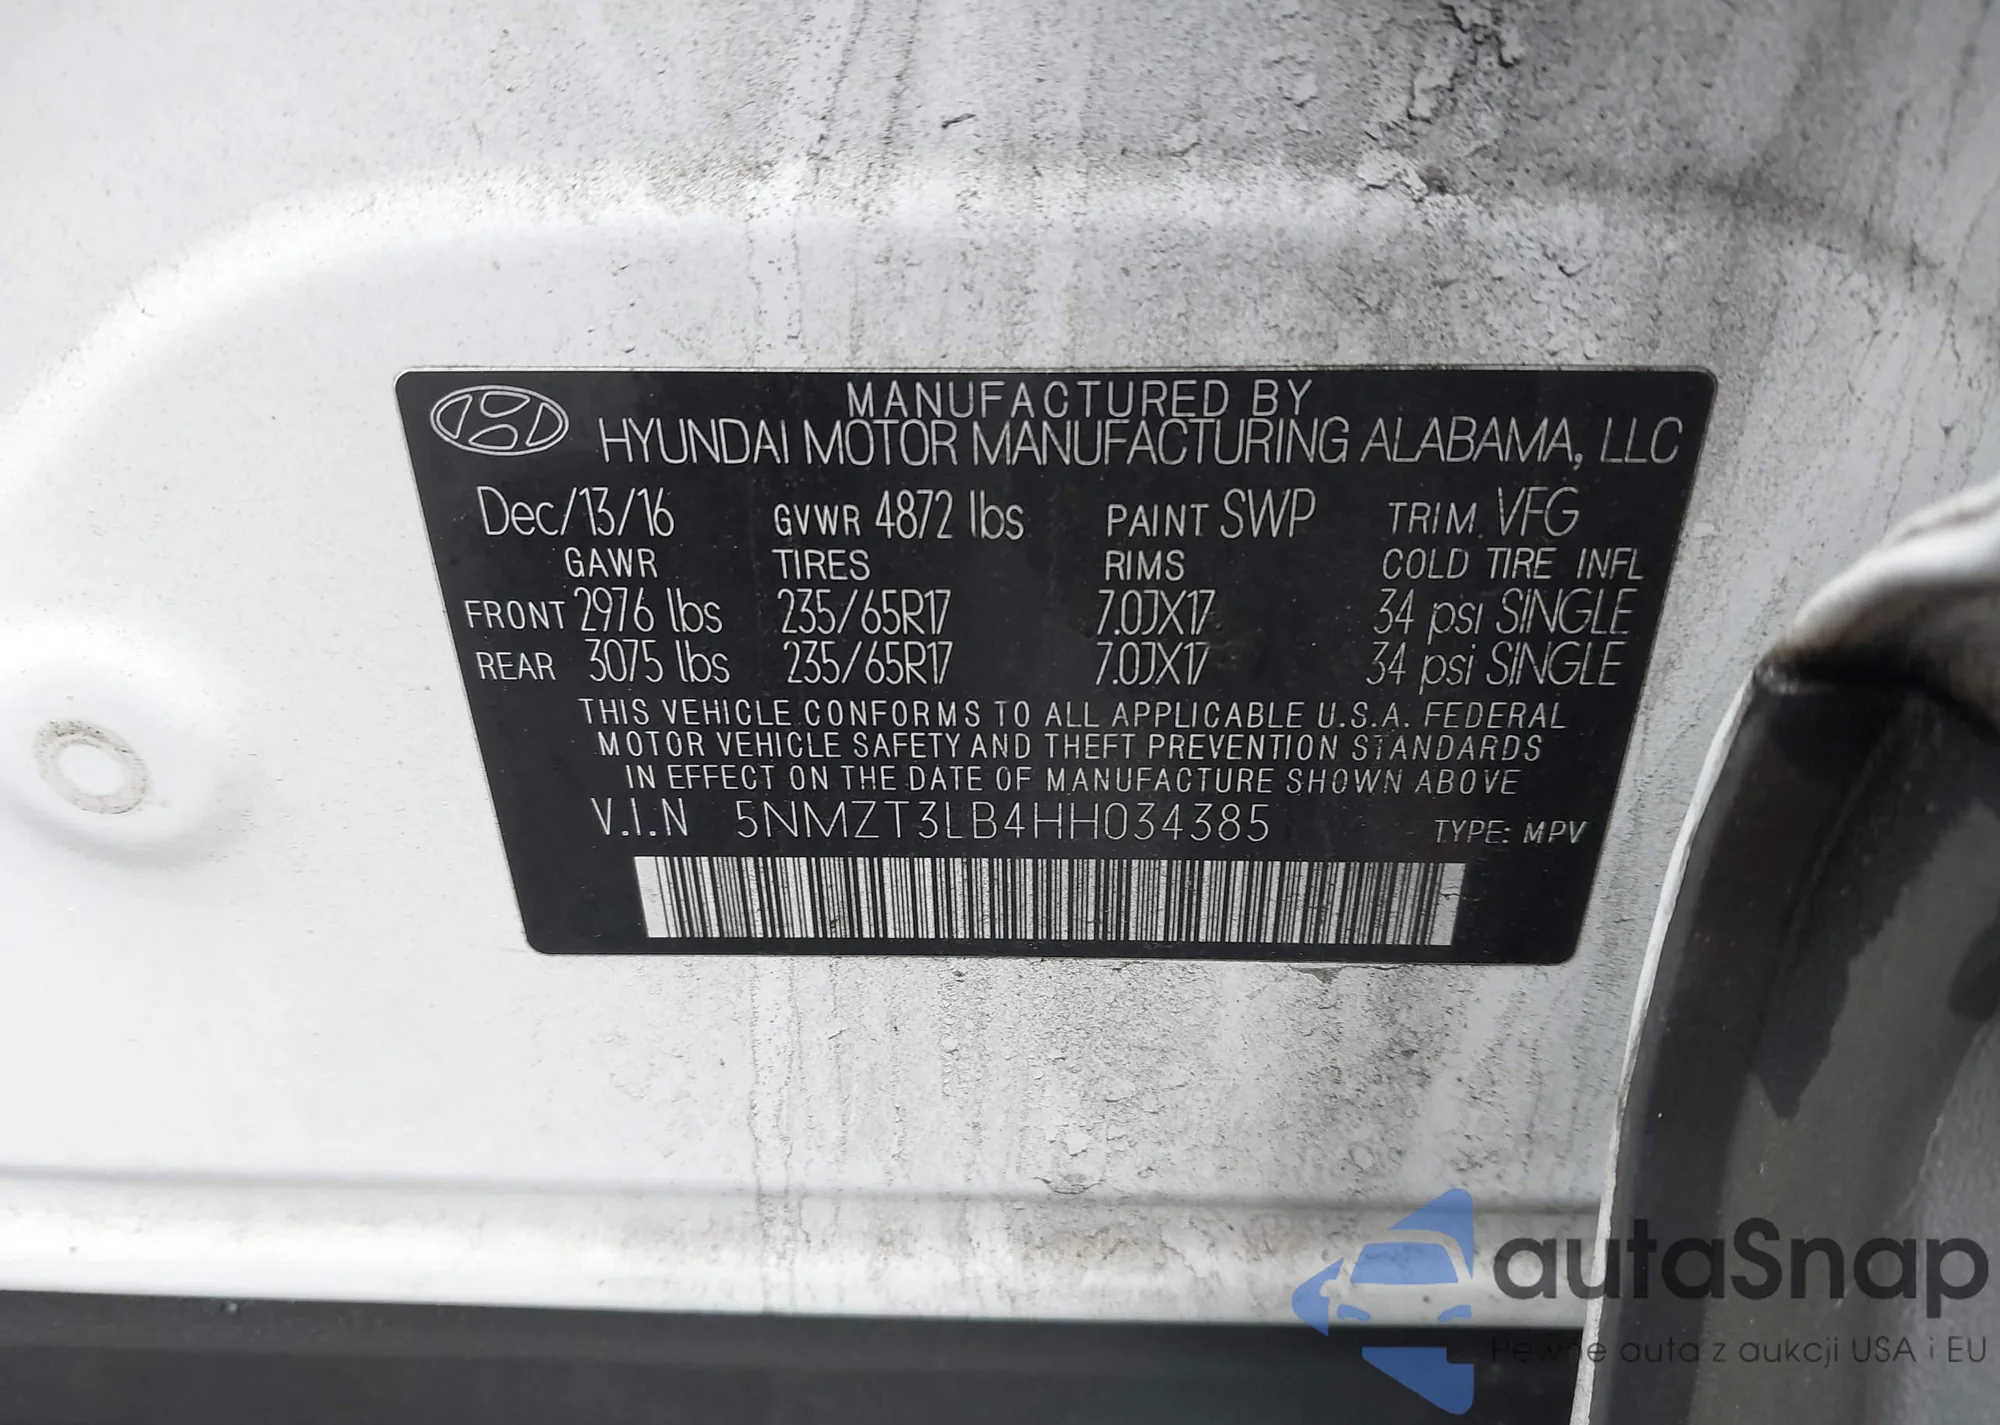 MANUFACTURED BY
HYUNDAI MOTOR MANUFACTURING ALABAMA, LLC
Dec/13/16 GVWR 4872 lbs PAINT SWP TRIM. VFG
GAWR TIRES RIMS COLD TIRE INFL
FRONT 2976 lbs 235/65R17 7.0JX17 34 psi SINGLE
REAR 3075 lbs 235/65R17 7.0JX17 34 psi SINGLE
THIS VEHICLE CONFORMS TO ALL APPLICABLE U.S.A. FEDERAL
MOTOR VEHICLE SAFETY AND THEFT PREVENTION STANDARDS
IN EFFECT ON THE DATE OF MANUFACTURE SHOWN ABOVE
V.I.N 5NMZT3LB4HH034385 TYPE: MPV
autaSnap
Pewne auta z aukcji USA i EU